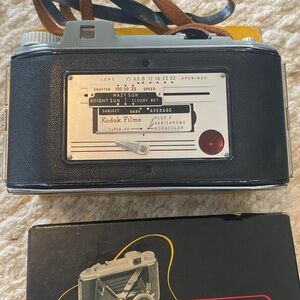 LENS f/ 6.3 8 11 16 22 32 OPENINGS
SHUTTER 100 50 25 SPEED
HAZY SUN
BRIGHT SUN CLOUDY BRT
SUBJECT DARK AVERAGE
Kodak Films PLUS X
VERICHROME
SUPER-XX KODACOLOR